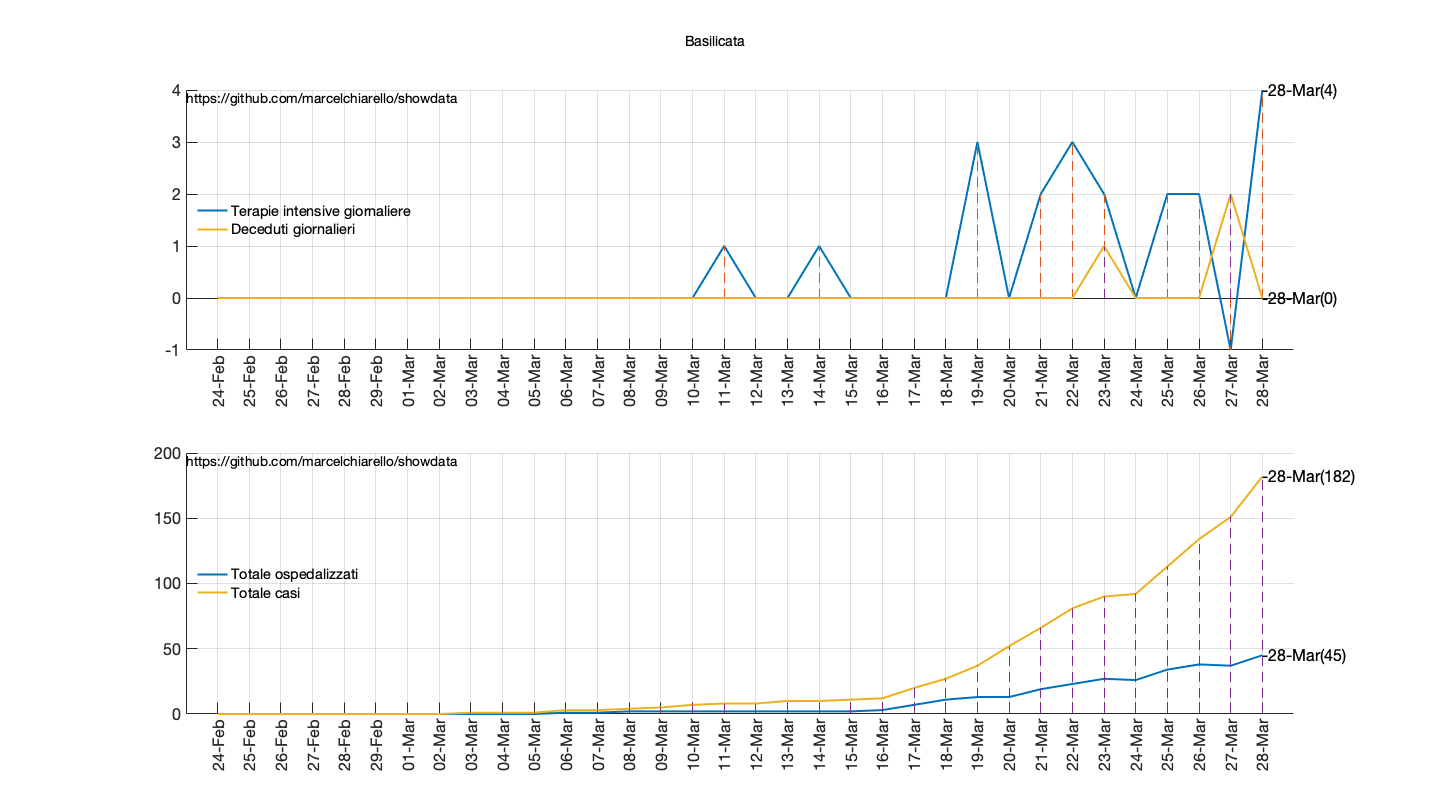 Basilicata
4
https://github.com/marcelchiarello/showdata
-28-Mar(4)
3
2
Terapie intensive giornaliere
Deceduti giornalieri
1
0
-28-Mar(0)
-1
24-Feb
25-Feb
26-Feb
27-Feb
28-Feb
29-Feb
01-Mar
02-Mar
03-Mar
04-Mar
05-Mar
06-Mar
07-Mar
08-Mar
09-Mar
10-Mar
11-Mar
12-Mar
13-Mar
14-Mar
15-Mar
16-Mar
17-Mar
18-Mar
19-Mar
20-Mar
21-Mar
22-Mar
23-Mar
24-Mar
25-Mar
26-Mar
27-Mar
28-Mar
200
https://github.com/marcelchiarello/showdata
-28-Mar(182)
150
Totale ospedalizzati
100
Totale casi
50
-28-Mar(45)
0
24-Feb
25-Feb
26-Feb
27-Feb
28-Feb
29-Feb
01-Mar
02-Mar
03-Mar
04-Mar
05-Mar
06-Mar
07-Mar
08-Mar
09-Mar
10-Mar
11-Mar
12-Mar
13-Mar
14-Mar
15-Mar
16-Mar
17-Mar
18-Mar
19-Mar
20-Mar
21-Mar
22-Mar
23-Mar
24-Mar
25-Mar
26-Mar
27-Mar
28-Mar